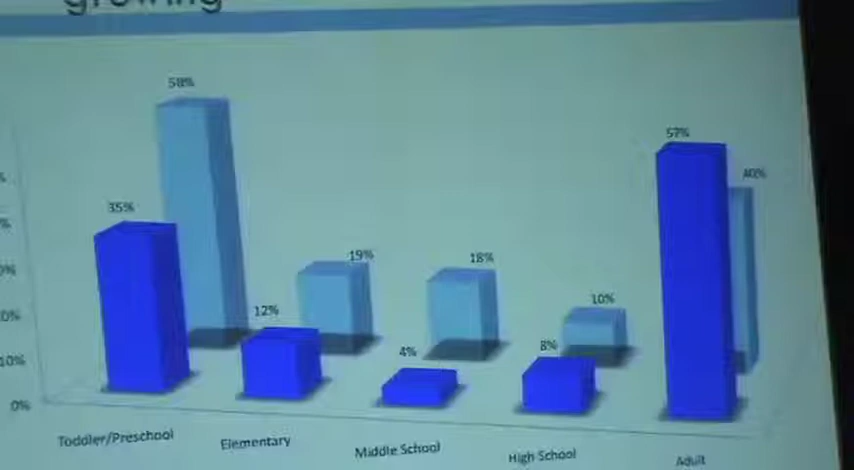 growing
58%
35%
57%
40%
19%
18%
12%
10%
4%
8%
10%
0%
Toddler/Preschool
Elementary
Middle School
High School
Adult